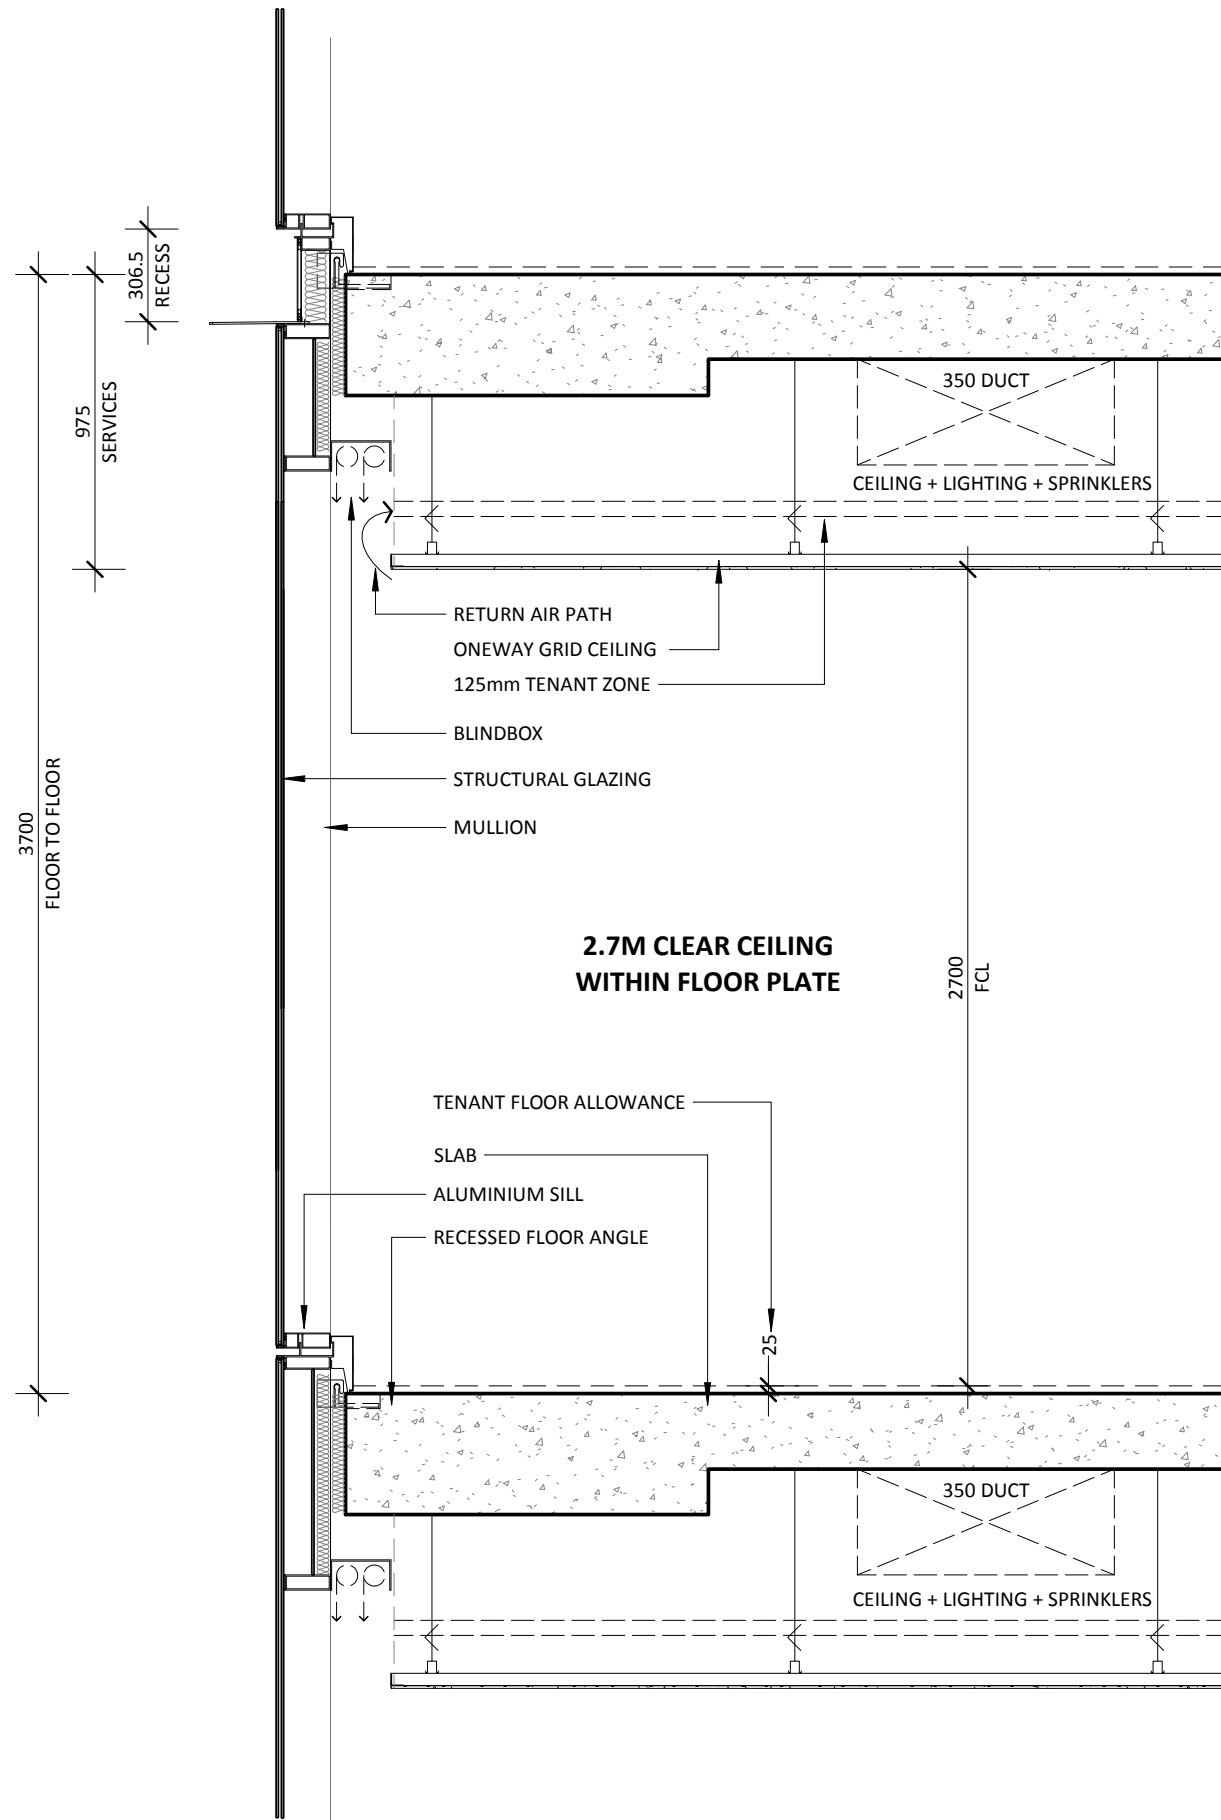 306.5
RECESS
975
SERVICES
3700
FLOOR TO FLOOR
350 DUCT
CEILING + LIGHTING + SPRINKLERS
RETURN AIR PATH
ONEWAY GRID CEILING
125mm TENANT ZONE
BLINDBOX
STRUCTURAL GLAZING
MULLION
2.7M CLEAR CEILING
WITHIN FLOOR PLATE
2700
FCL
TENANT FLOOR ALLOWANCE
SLAB
ALUMINIUM SILL
RECESSED FLOOR ANGLE
25
350 DUCT
CEILING + LIGHTING + SPRINKLERS